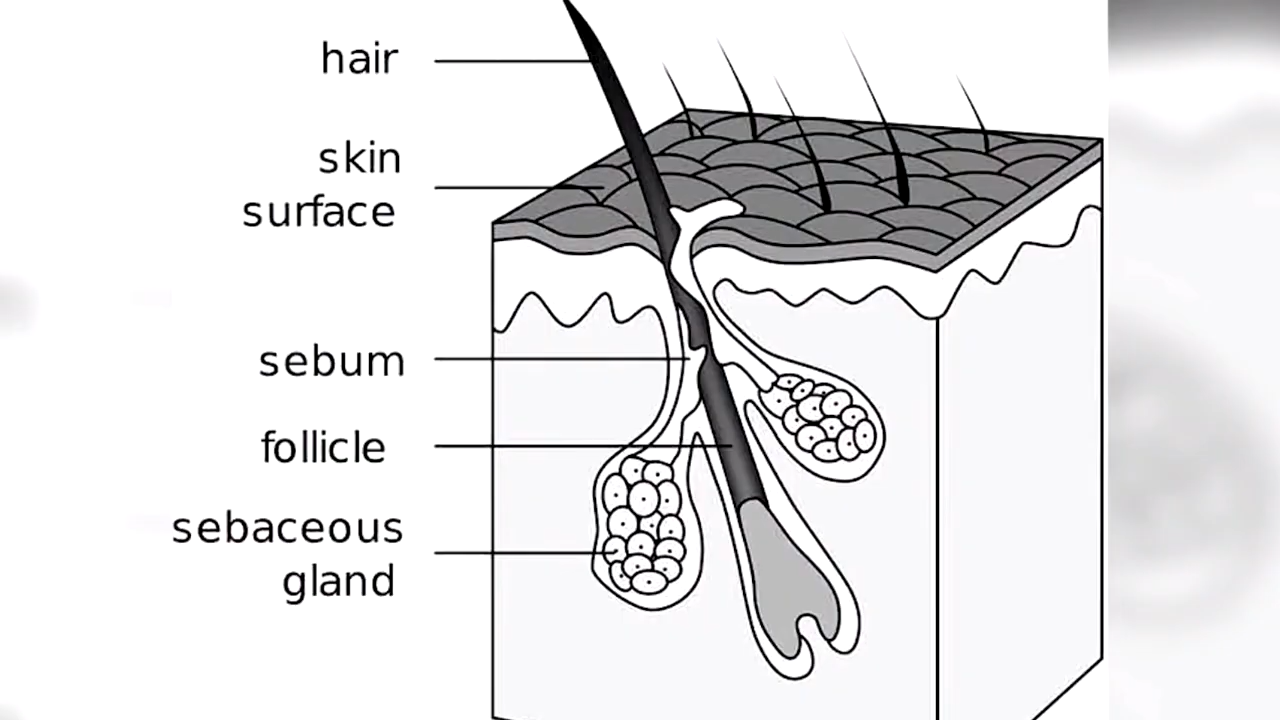 hair
skin
surface
sebum
follicle
sebaceous
gland